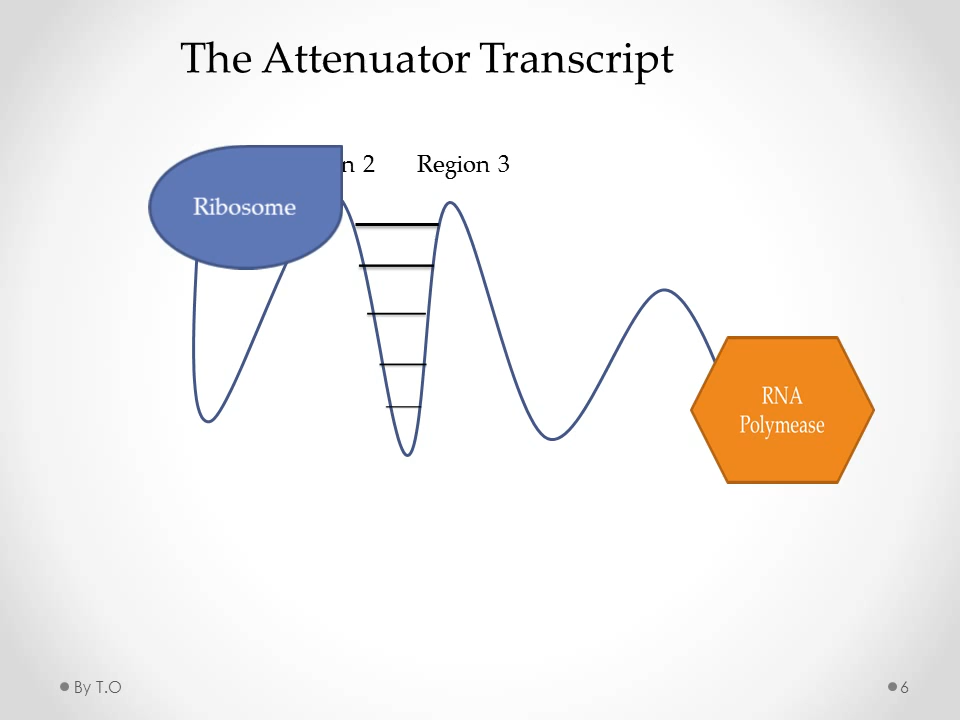 The Attenuator Transcript
n 2 Region 3
Ribosome
RNA
Polymease
By T.O
6